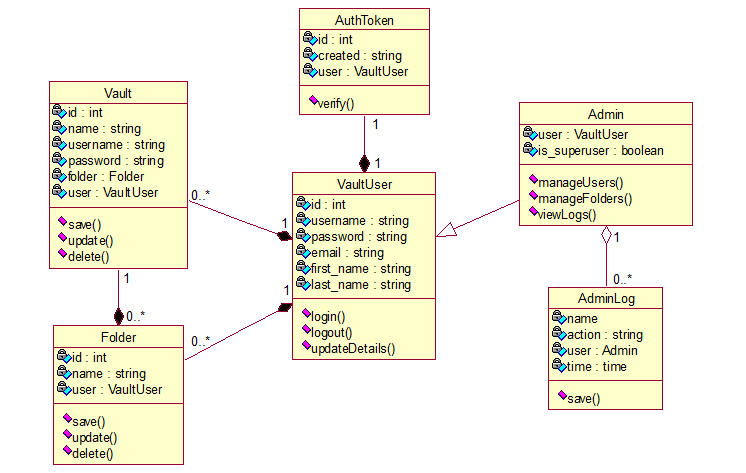 AuthToken
id : int
created : string
user : VaultUser
verify()
1
1
Vault
id : int
name : string
username : string
password : string
folder : Folder
user : VaultUser
save()
update()
delete()
0..*
1
1
0..*
VaultUser
id : int
username : string
password : string
email : string
first_name : string
last_name : string
login()
logout()
updateDetails()
1
0..*
Folder
id : int
name : string
user : VaultUser
save()
update()
delete()
Admin
user : VaultUser
is_superuser : boolean
manageUsers()
manageFolders()
viewLogs()
1
0..*
AdminLog
name
action : string
user : Admin
time : time
save()